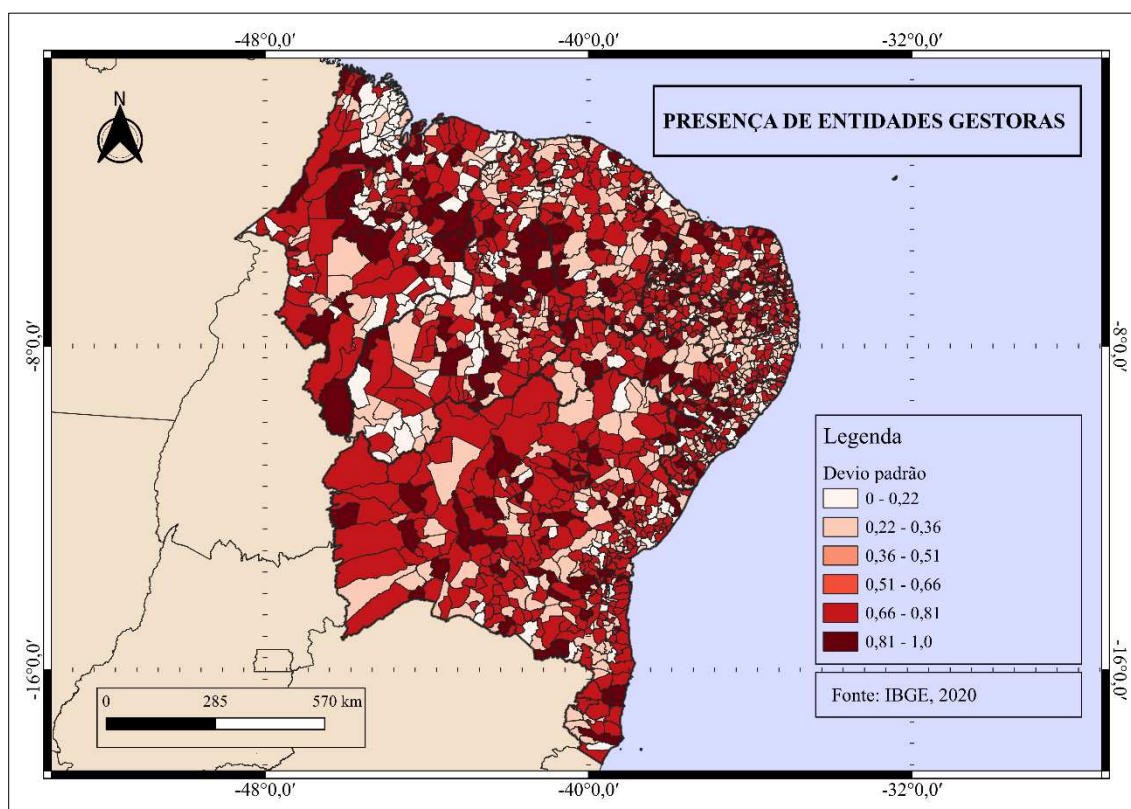 -48°0,0′ -40°0,0′ -32°0,0′
N
PRESENÇA DE ENTIDADES GESTORAS
-8°0,0′ -8°0,0′
Legenda
Devio padrão
0 - 0,22
0,22 - 0,36
0,36 - 0,51
0,51 - 0,66
0,66 - 0,81
0,81 - 1,0
-16°0,0′ -16°0,0′
Fonte: IBGE, 2020
0 285 570 km
-48°0,0′ -40°0,0′ -32°0,0′